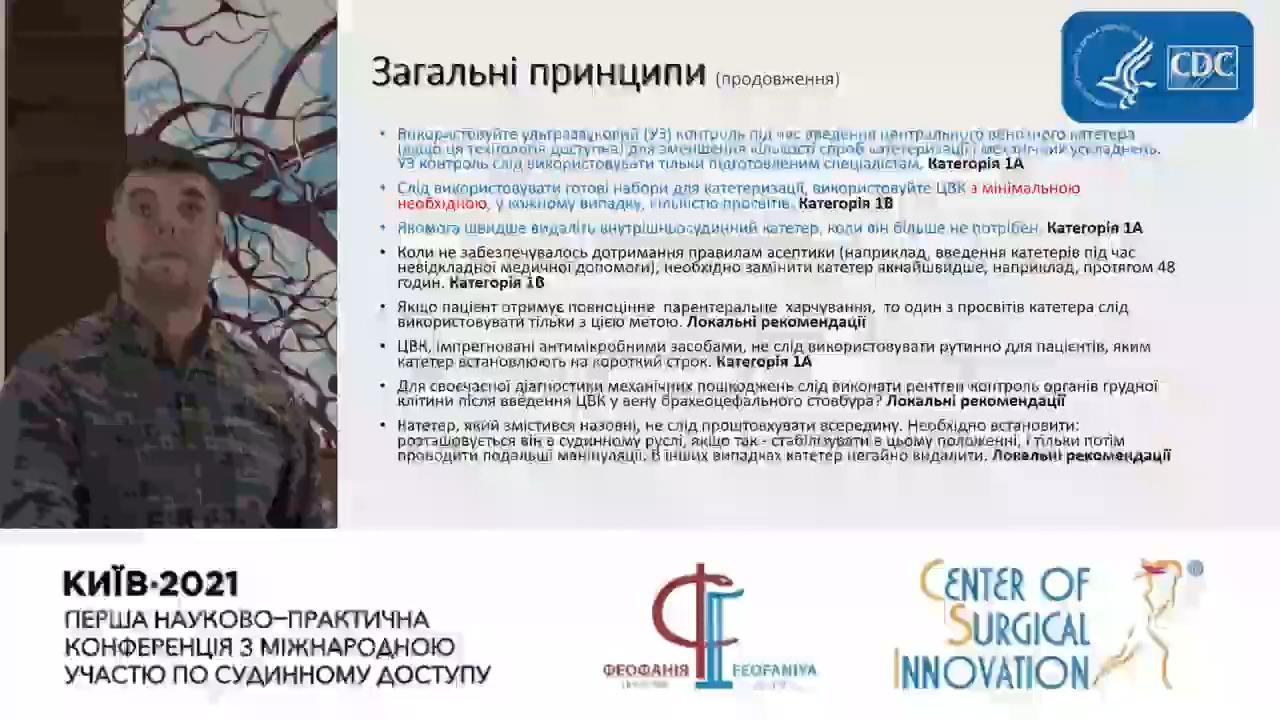 Загальні принципи (продовження)
CDC
• Використовуйте ультразвуковий (УЗ) контроль під час введення центрального венозного катетера
(якщо ця технологія доступна) для зменшення кількості спроб катетеризації і механічних ускладнень.
УЗ контроль слід використовувати тільки підготовленим спеціалістам. Категорія 1А
• Слід використовувати готові набори для катетеризації, використовуйте ЦВК з мінімальною
необхідною, у кожному випадку, кількістю просвітів. Категорія 1В
• Якомога швидше видаліть внутрішньосудинний катетер, коли він більше не потрібен. Категорія 1А
• Коли не забезпечувалось дотримання правилам асептики (наприклад, введення катетерів під час
невідкладної медичної допомоги), необхідно замінити катетер якнайшвидше, наприклад, протягом 48
годин. Категорія 1В
• Якщо пацієнт отримує повноцінне парентеральне харчування, то один з просвітів катетера слід
використовувати тільки з цією метою. Локальні рекомендації
• ЦВК, імпрегновані антимікробними засобами, не слід використовувати рутинно для пацієнтів, яким
катетер встановлюють на короткий строк. Категорія 1А
• Для своєчасної діагностики механічних пошкоджень слід виконати рентген контроль органів грудної
клітини після введення ЦВК у вену брахеоцефального стовбура? Локальні рекомендації
• Катетер, який змістився назовні, не слід проштовхувати всередину. Необхідно встановити:
розташовується він в судинному руслі, якщо так - стабілізувати в цьому положенні, і тільки потім
проводити подальші маніпуляції. В інших випадках катетер негайно видалити. Локальні рекомендації
КИЇВ·2021
ПЕРША НАУКОВО–ПРАКТИЧНА
КОНФЕРЕНЦІЯ З МІЖНАРОДНОЮ
УЧАСТЮ ПО СУДИННОМУ ДОСТУПУ
ФЕОФАНІЯ FEOFANIYA
CENTER OF
SURGICAL
INNOVATION